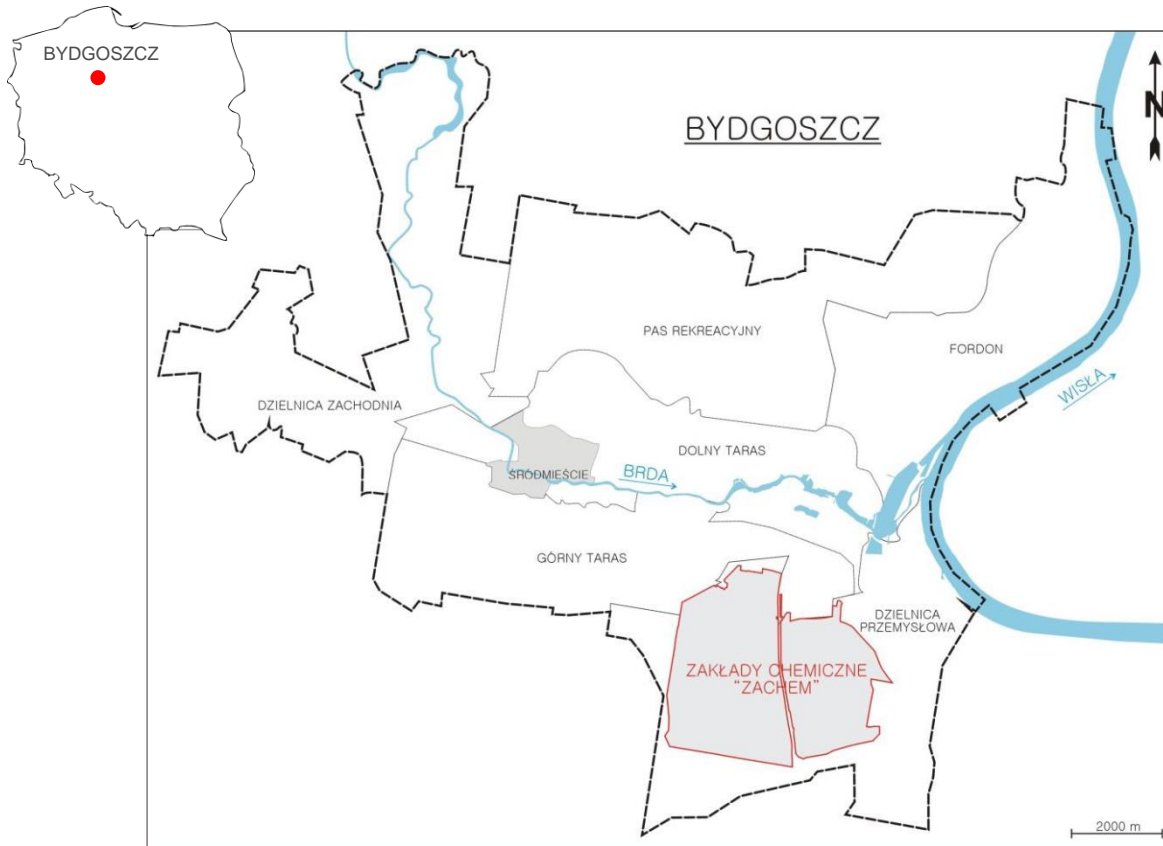 BYDGOSZCZ
BYDGOSZCZ
N
PAS REKREACYJNY
FORDON
WISŁA
DZIELNICA ZACHODNIA
DOLNY TARAS
ŚRÓDMIEŚCIE
BRDA
GÓRNY TARAS
DZIELNICA
PRZEMYSŁOWA
ZAKŁADY CHEMICZNE
"ZACHEM"
2000 m